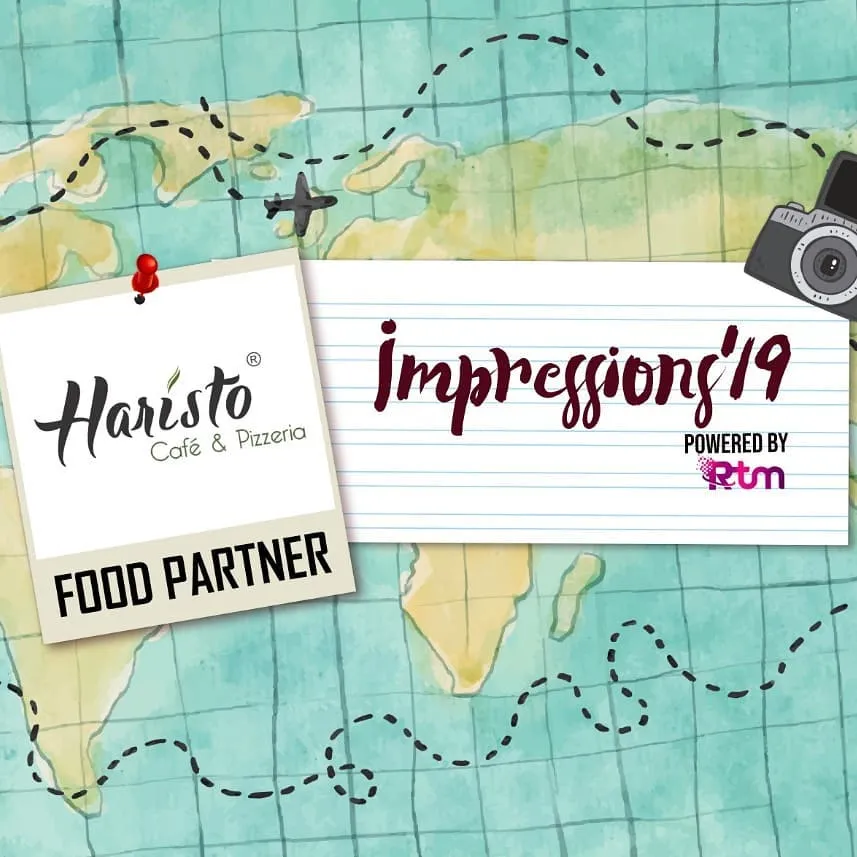 Haristo®
Café & Pizzeria
FOOD PARTNER
impressions'19
POWERED BY
Rtm